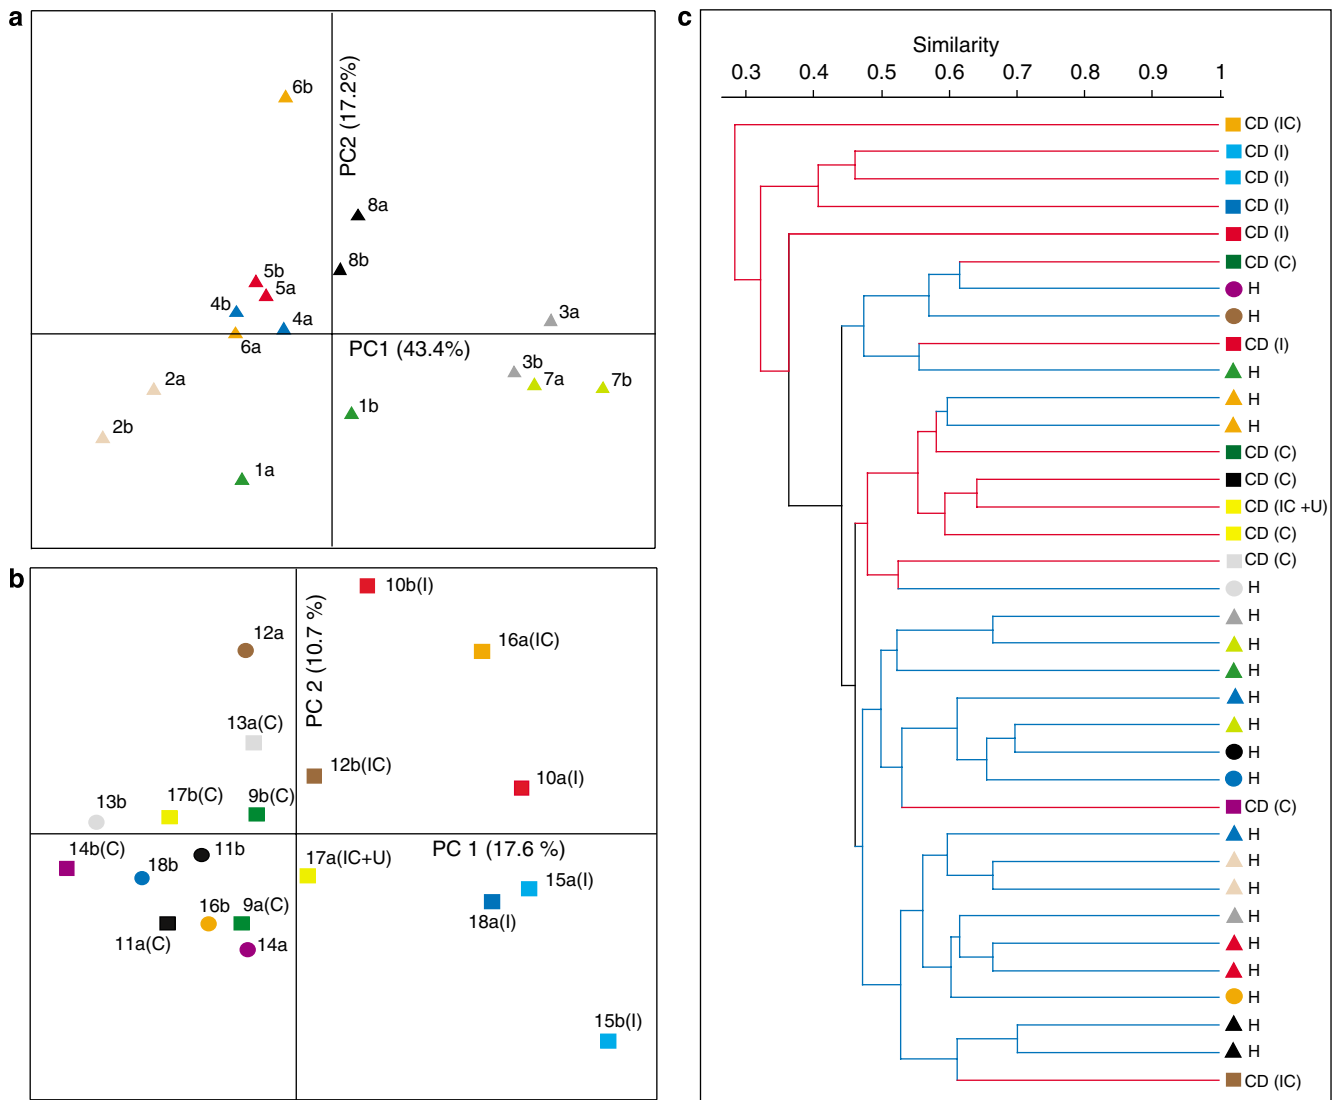 a
PC2 (17.2%)
6b
8a
8b
5b
5a
4b
4a
6a
3a
PC1 (43.4%)
3b
7a
7b
2a
1b
2b
1a
b
PC 2 (10.7 %)
10b(I)
12a
16a(IC)
13a(C)
12b(IC)
10a(I)
17b(C)
9b(C)
13b
PC 1 (17.6 %)
14b(C)
11b
17a(IC+U)
18b
15a(I)
16b
9a(C)
18a(I)
11a(C)
14a
15b(I)
c
Similarity
0.3 0.4 0.5 0.6 0.7 0.8 0.9 1
CD (IC)
CD (I)
CD (I)
CD (I)
CD (I)
CD (C)
H
H
CD (I)
H
H
H
CD (C)
CD (C)
CD (IC +U)
CD (C)
CD (C)
H
H
H
H
H
H
H
H
CD (C)
H
H
H
H
H
H
H
H
H
CD (IC)